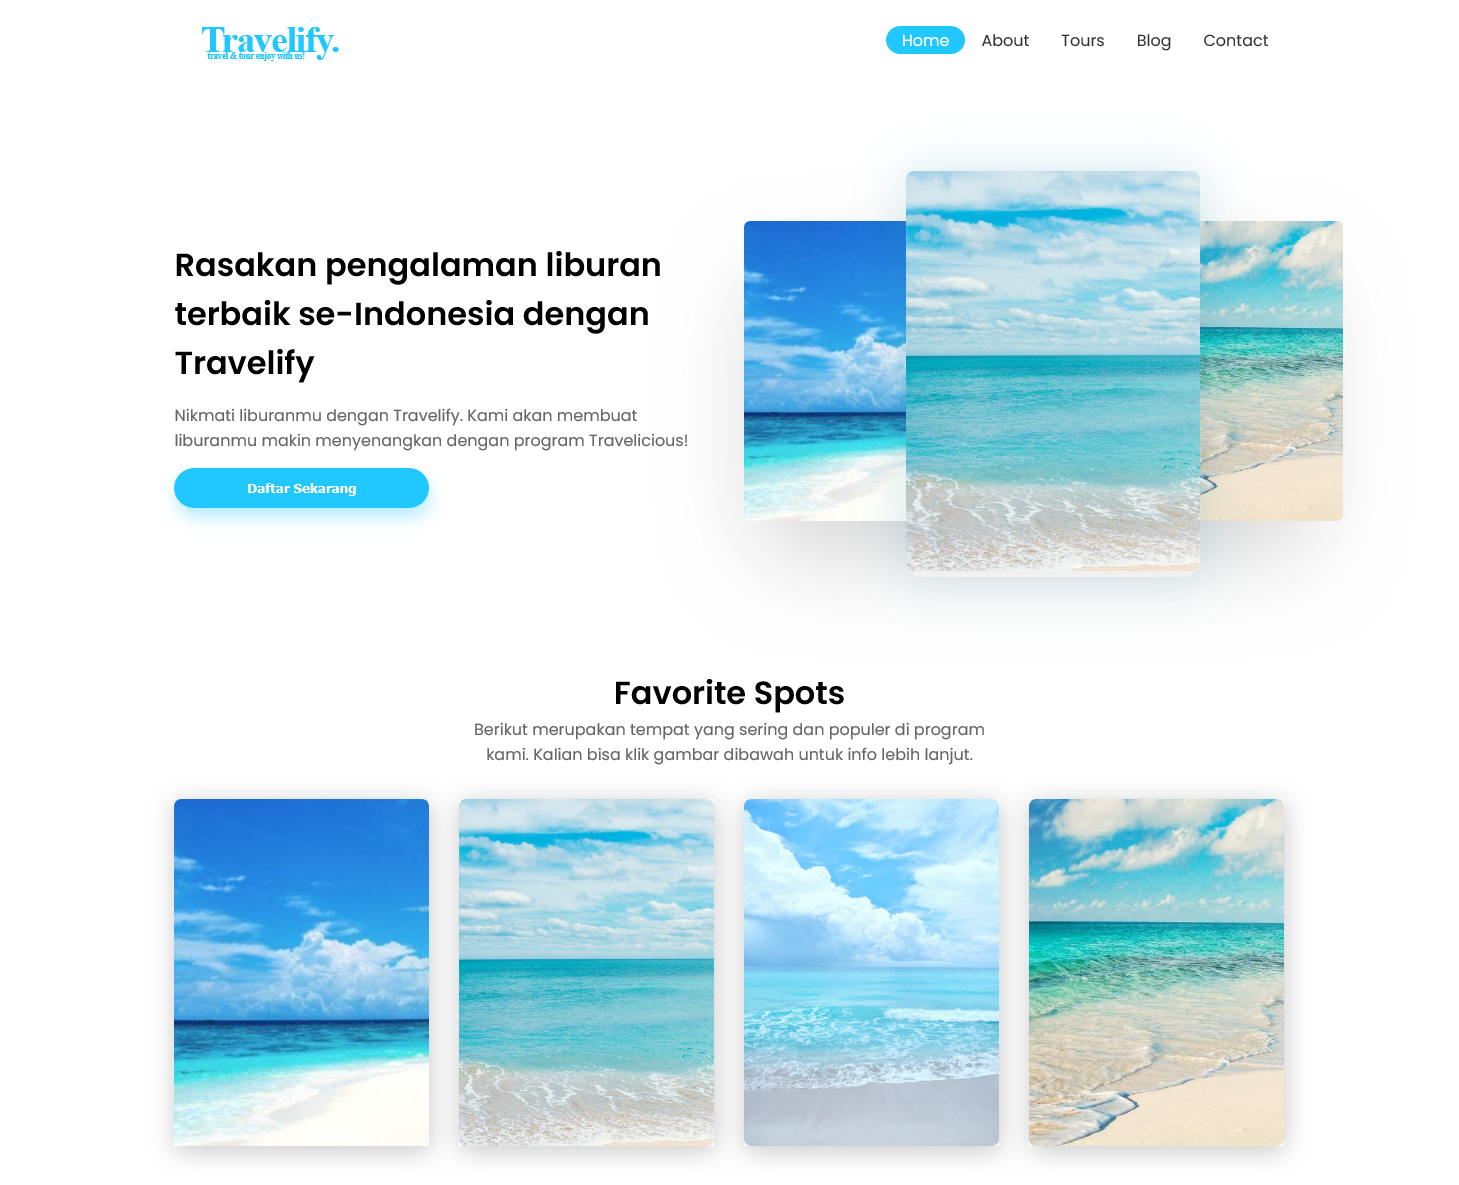 Travelify.
travel & tour enjoy with us!
Home About Tours Blog Contact
Rasakan pengalaman liburan
terbaik se-Indonesia dengan
Travelify
Nikmati liburanmu dengan Travelify. Kami akan membuat
liburanmu makin menyenangkan dengan program Travelicious!
Daftar Sekarang
Favorite Spots
Berikut merupakan tempat yang sering dan populer di program
kami. Kalian bisa klik gambar dibawah untuk info lebih lanjut.